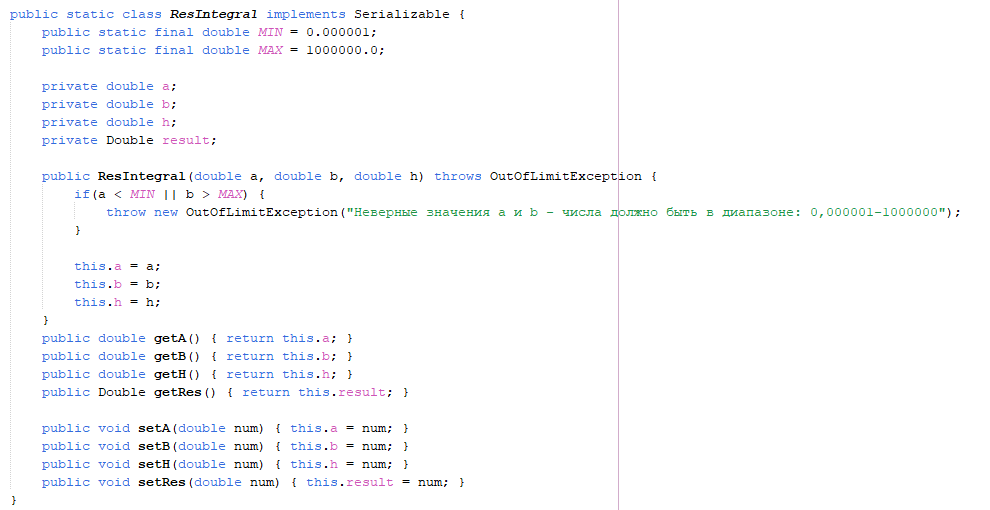 public static class ResIntegral implements Serializable {
public static final double MIN = 0.000001;
public static final double MAX = 1000000.0;
private double a;
private double b;
private double h;
private Double result;
public ResIntegral(double a, double b, double h) throws OutOfLimitException {
if(a < MIN || b > MAX) {
throw new OutOfLimitException("Неверные значения a и b - числа должно быть в диапазоне: 0,000001-1000000");
}
this.a = a;
this.b = b;
this.h = h;
}
public double getA() { return this.a; }
public double getB() { return this.b; }
public double getH() { return this.h; }
public Double getRes() { return this.result; }
public void setA(double num) { this.a = num; }
public void setB(double num) { this.b = num; }
public void setH(double num) { this.h = num; }
public void setRes(double num) { this.result = num; }
}